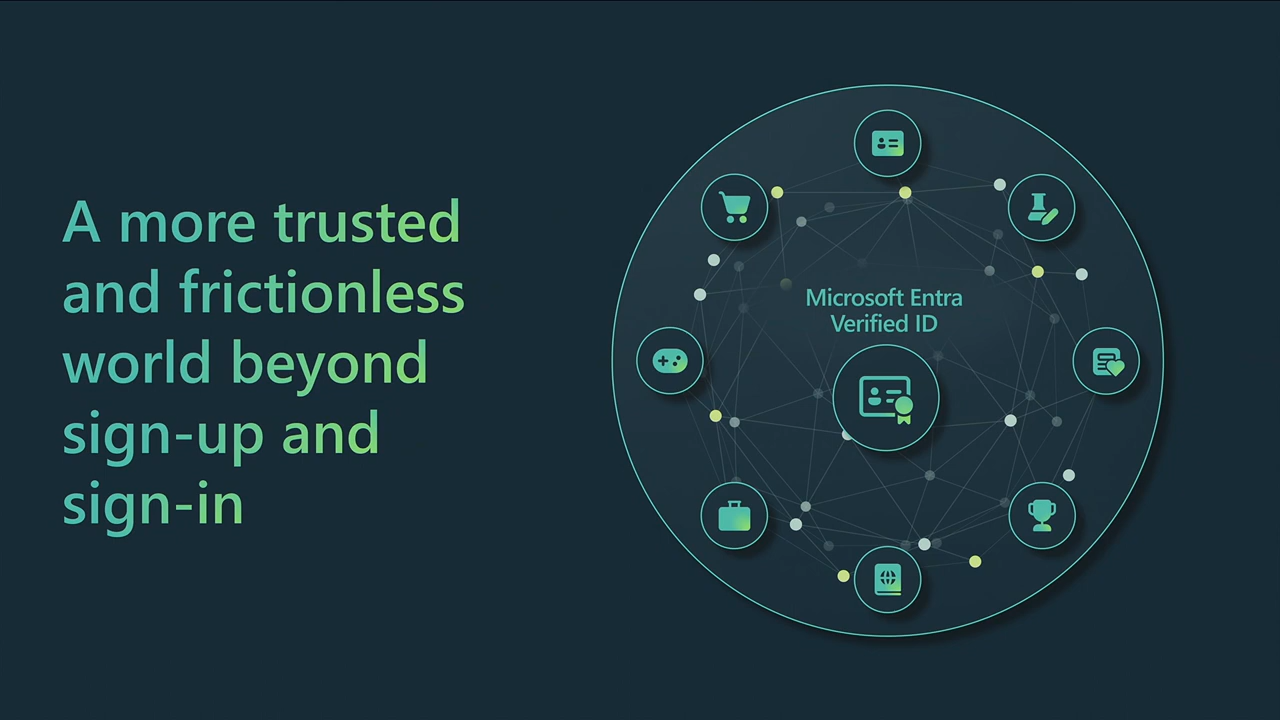 A more trusted
and frictionless
world beyond
sign-up and
sign-in
Microsoft Entra
Verified ID